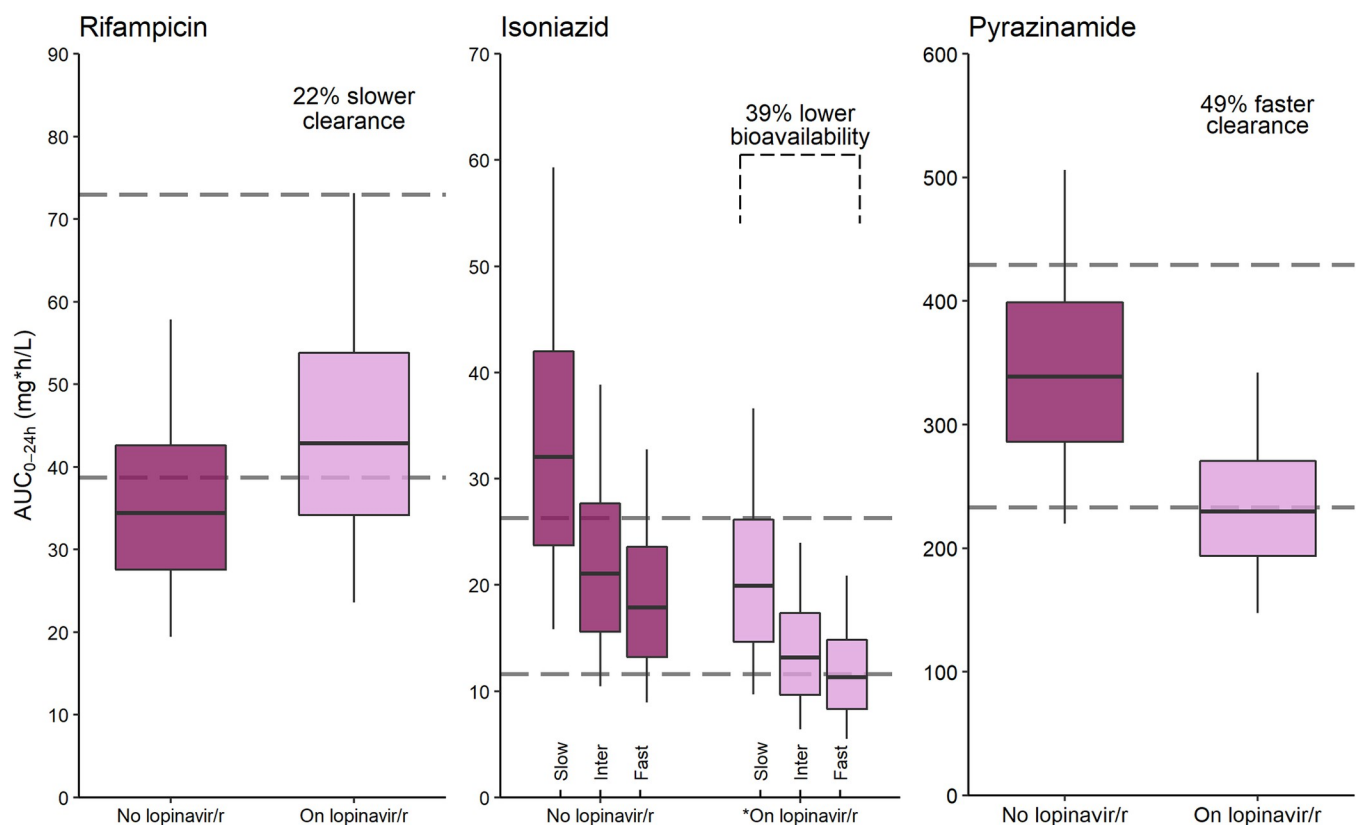 Rifampicin
Isoniazid
Pyrazinamide
AUC0–24h (mg*h/L)
90
80
70
60
50
40
30
20
10
0
22% slower
clearance
No lopinavir/r
On lopinavir/r
70
60
50
40
30
20
10
0
39% lower
bioavailability
Slow
Inter
Fast
Slow
Inter
Fast
No lopinavir/r
*On lopinavir/r
600
500
400
300
200
100
0
49% faster
clearance
No lopinavir/r
On lopinavir/r